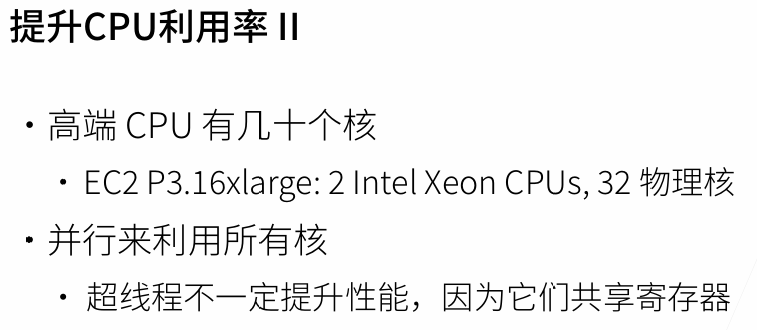 提升CPU利用率 II
• 高端 CPU 有几十个核
• EC2 P3.16xlarge: 2 Intel Xeon CPUs, 32 物理核
• 并行来利用所有核
• 超线程不一定提升性能，因为它们共享寄存器